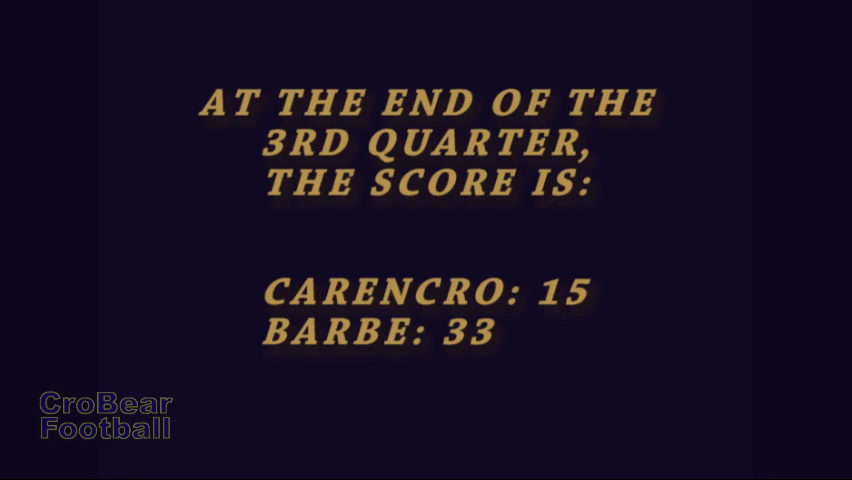 AT THE END OF THE
3RD QUARTER,
THE SCORE IS:
CARENCRO: 15
BARBE: 33
CroBear
Football